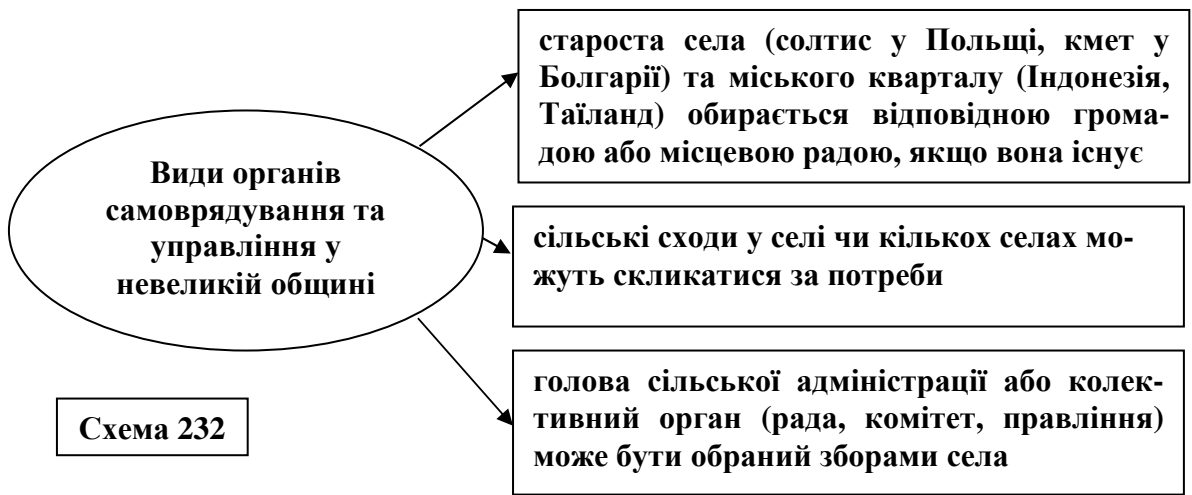 староста села (солтис у Польщі, кмет у
Болгарії) та міського кварталу (Індонезія,
Таїланд) обирається відповідною грома-
дою або місцевою радою, якщо вона існує
Види органів
самоврядування та
управління у
невеликій общині
сільські сходи у селі чи кількох селах мо-
жуть скликатися за потреби
голова сільської адміністрації або колек-
тивний орган (рада, комітет, правління)
може бути обраний зборами села
Схема 232